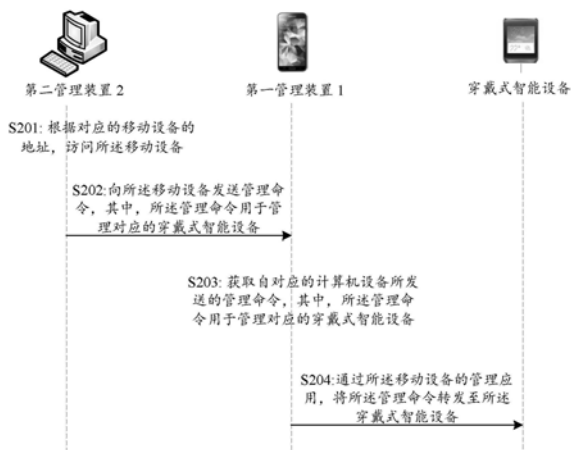 第二管理装置 2
第一管理装置 1
穿戴式智能设备
S201: 根据对应的移动设备的
地址，访问所述移动设备
S202:向所述移动设备发送管理命
令，其中，所述管理命令用于管
理对应的穿戴式智能设备
S203: 获取自对应的计算机设备所发
送的管理命令，其中，所述管理命
令用于管理对应的穿戴式智能设备
S204:通过所述移动设备的管理应
用，将所述管理命令转发至所述
穿戴式智能设备